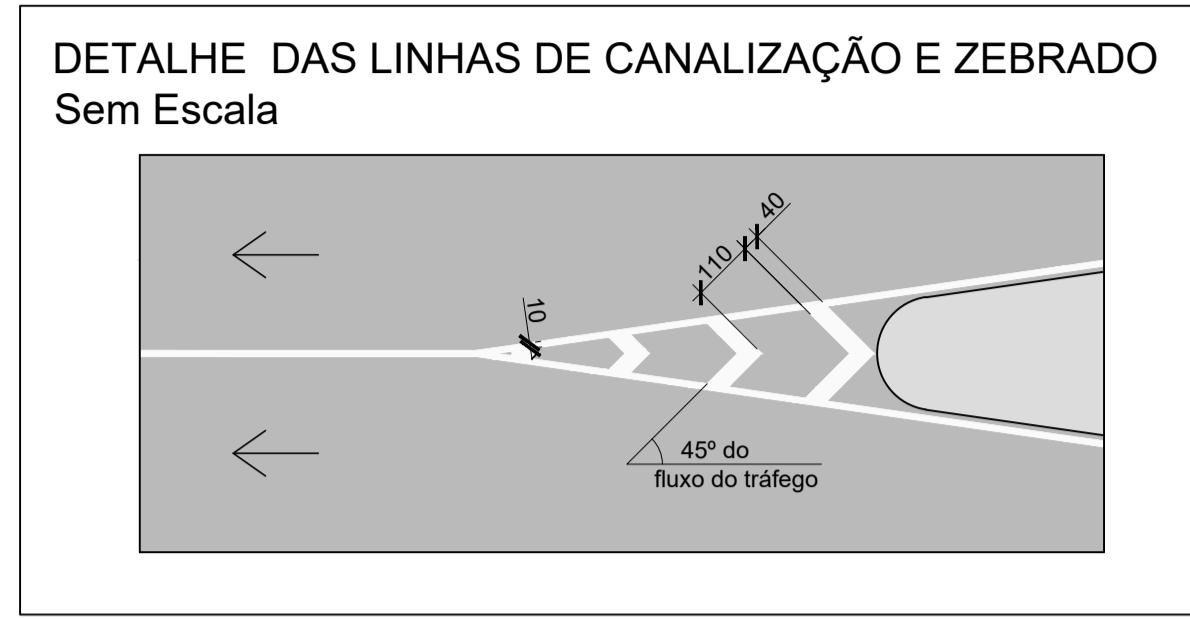 DETALHE DAS LINHAS DE CANALIZAÇÃO E ZEBRADO
Sem Escala
40
110
10
45º do
fluxo do tráfego